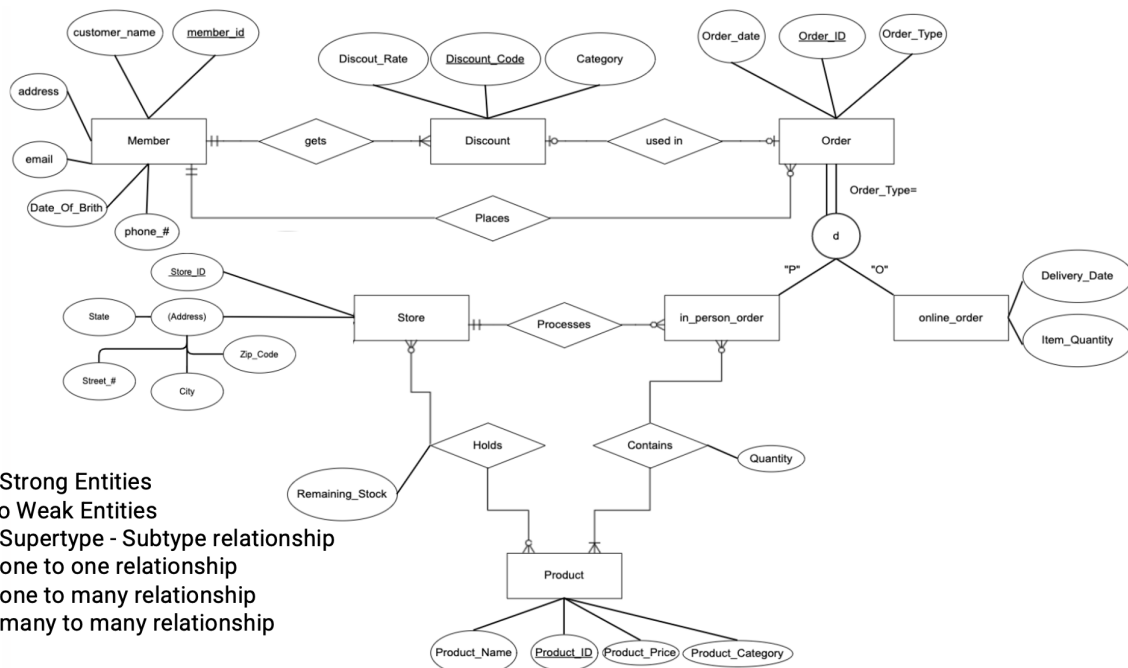 customer_name
member_id
Discout_Rate
Discount_Code
Category
Order_date
Order_ID
Order_Type
address
Member
gets
Discount
used in
Order
email
Date_Of_Brith
phone_#
Places
Order_Type=
d
"P"
"O"
Store_ID
State
(Address)
Store
Processes
in_person_order
online_order
Delivery_Date
Item_Quantity
Street_#
City
Zip_Code
Holds
Contains
Quantity
Remaining_Stock
Strong Entities
o Weak Entities
Supertype - Subtype relationship
one to one relationship
one to many relationship
many to many relationship
Product
Product_Name
Product_ID
Product_Price
Product_Category